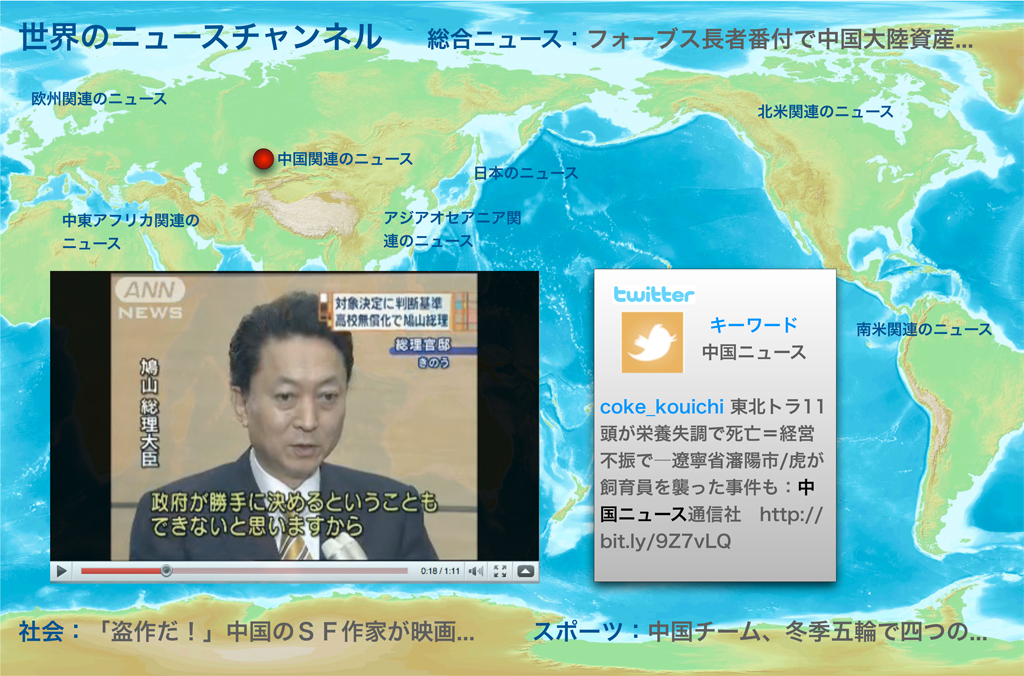 世界のニュースチャンネル
総合ニュース：フォーブス長者番付で中国大陸資産...
欧州関連のニュース
北米関連のニュース
中国関連のニュース
日本のニュース
中東アフリカ関連の
ニュース
アジアオセアニア関
連のニュース
ANN
NEWS
対象決定に判断基準
高校無償化で鳩山総理
総理官邸
きのう
鳩山総理大臣
政府が勝手に決めるということも
できないと思いますから
0:18 / 1:11
twitter
キーワード
中国ニュース
coke_kouichi 東北トラ11
頭が栄養失調で死亡＝経営
不振で―遼寧省瀋陽市/虎が
飼育員を襲った事件も：中
国ニュース通信社　http://
bit.ly/9Z7vLQ
南米関連のニュース
社会：「盗作だ！」中国のＳＦ作家が映画...
スポーツ：中国チーム、冬季五輪で四つの...